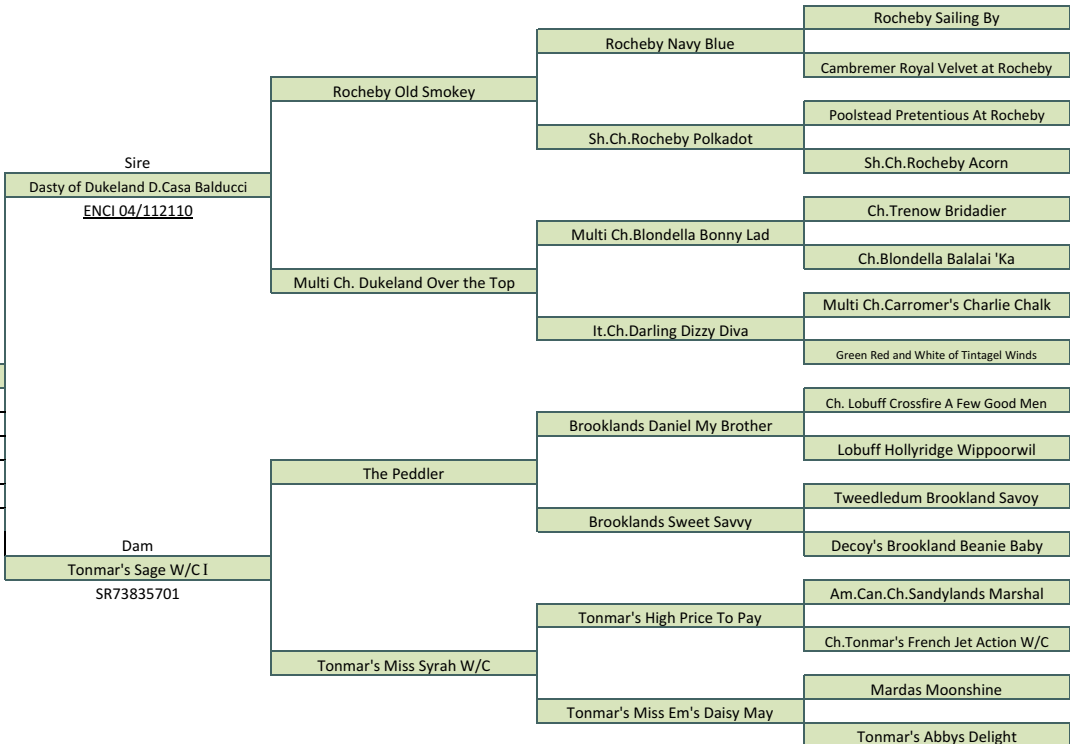 Rocheby Sailing By
Rocheby Navy Blue
Cambremer Royal Velvet at Rocheby
Rocheby Old Smokey
Poolstead Pretentious At Rocheby
Sh.Ch.Rocheby Polkadot
Sh.Ch.Rocheby Acorn
Sire
Dasty of Dukeland D.Casa Balducci
ENCI 04/112110
Ch.Trenow Bridadier
Multi Ch.Blondella Bonny Lad
Ch.Blondella Balalai 'Ka
Multi Ch. Dukeland Over the Top
Multi Ch.Carromer's Charlie Chalk
It.Ch.Darling Dizzy Diva
Green Red and White of Tintagel Winds
Ch. Lobuff Crossfire A Few Good Men
Brooklands Daniel My Brother
Lobuff Hollyridge Wippoorwil
The Peddler
Tweedledum Brookland Savoy
Brooklands Sweet Savvy
Decoy's Brookland Beanie Baby
Dam
Tonmar's Sage W/C I
SR73835701
Am.Can.Ch.Sandylands Marshal
Tonmar's High Price To Pay
Ch.Tonmar's French Jet Action W/C
Tonmar's Miss Syrah W/C
Mardas Moonshine
Tonmar's Miss Em's Daisy May
Tonmar's Abbys Delight